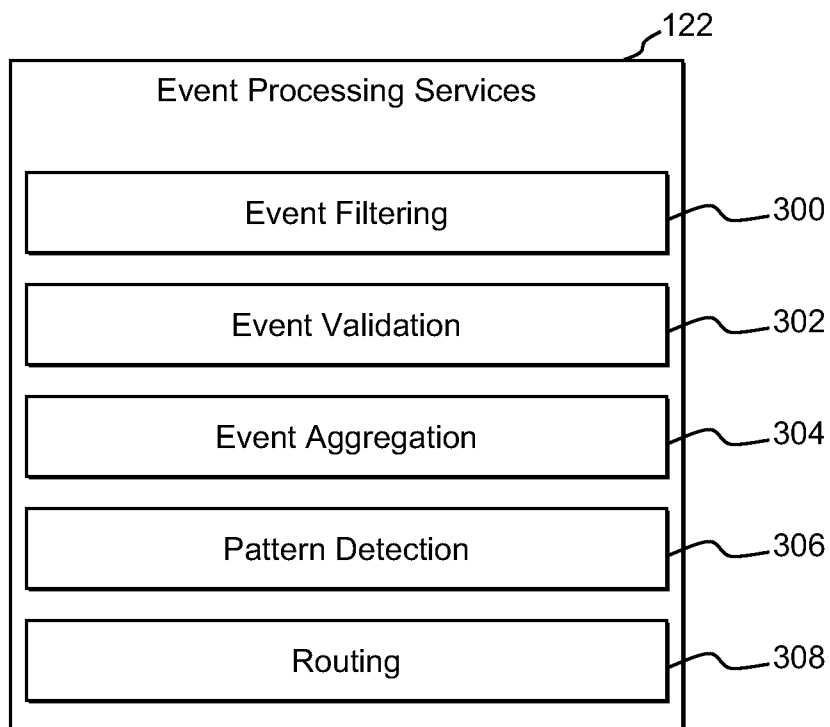 122
Event Processing Services
Event Filtering
300
Event Validation
302
Event Aggregation
304
Pattern Detection
306
Routing
308